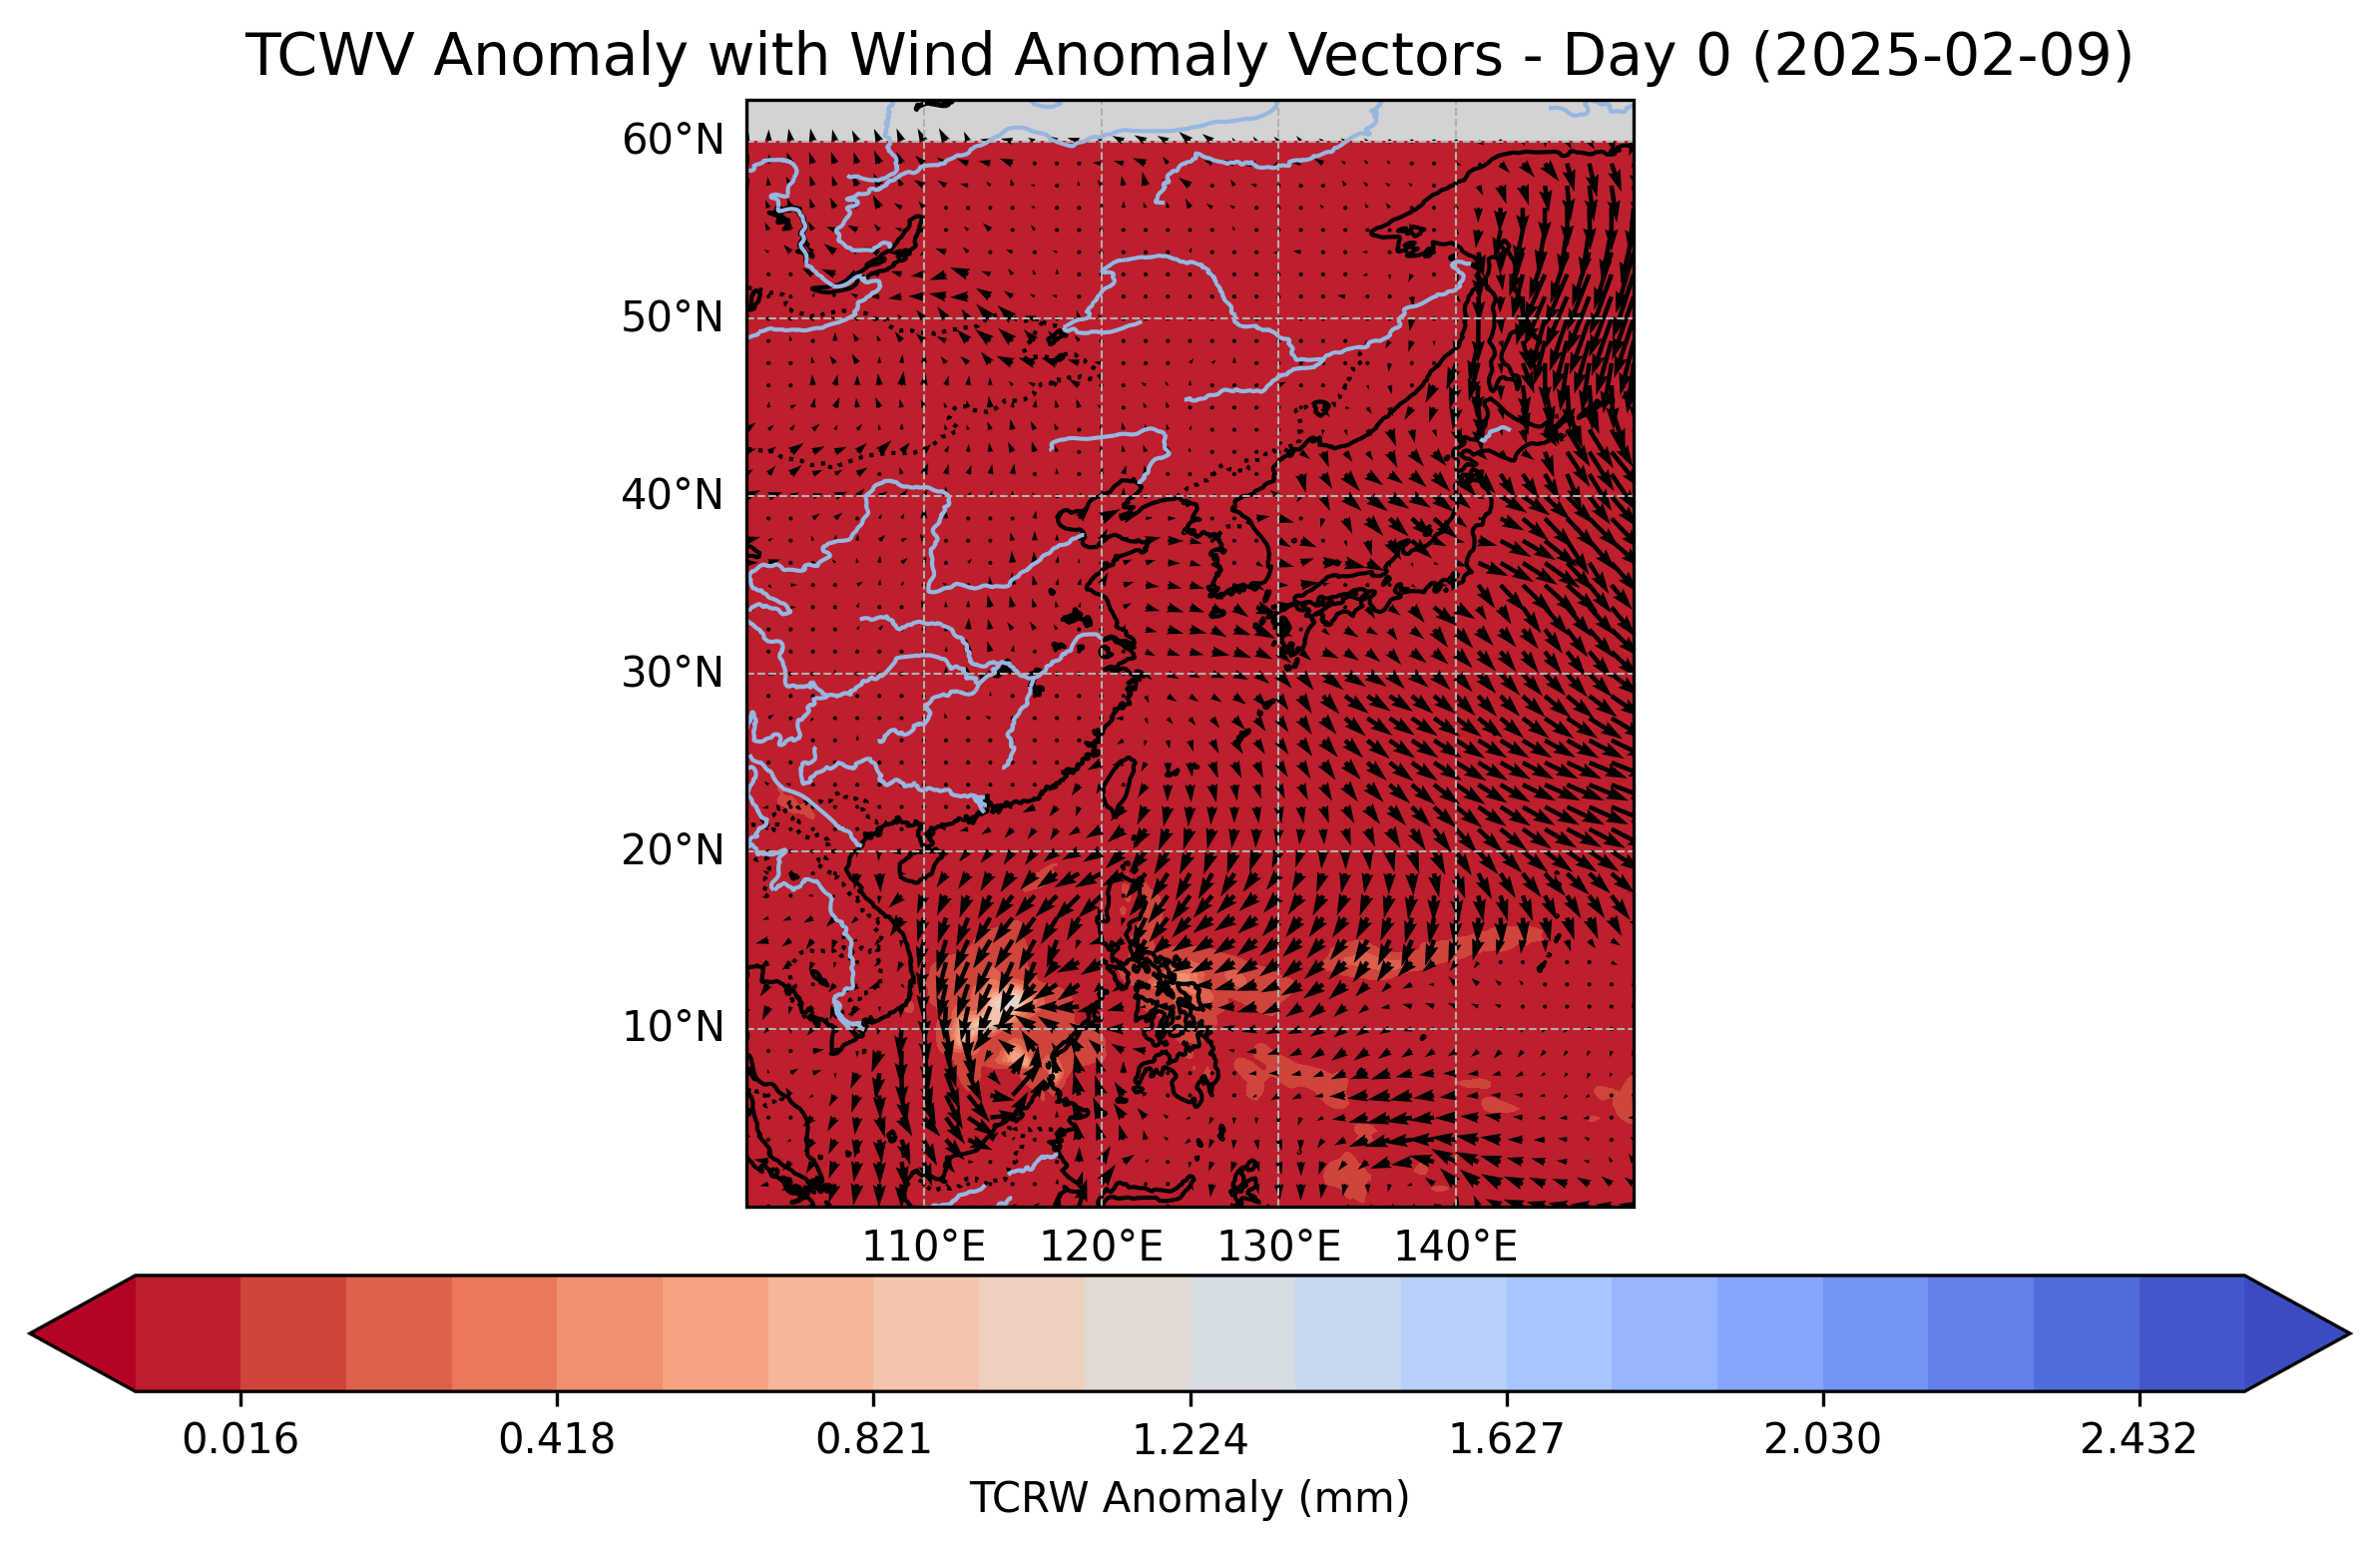 TCWV Anomaly with Wind Anomaly Vectors - Day 0 (2025-02-09)
60°N
50°N
40°N
30°N
20°N
10°N
110°E 120°E 130°E 140°E
0.016 0.418 0.821 1.224 1.627 2.030 2.432
TCRW Anomaly (mm)